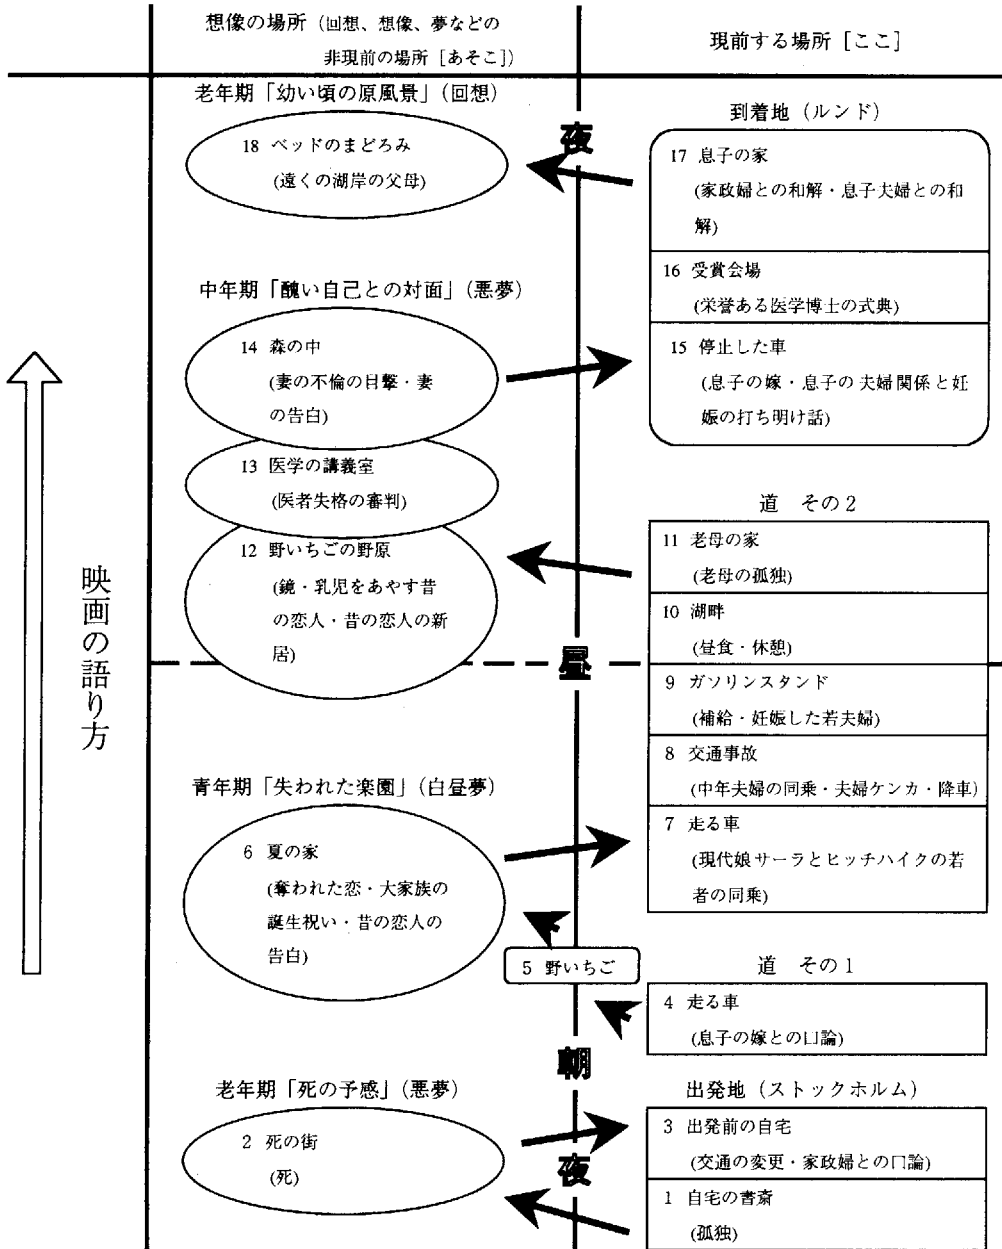 想像の場所（回想、想像、夢などの
非現前の場所［あそこ］）
現前する場所［ここ］
老年期「幼い頃の原風景」（回想）
18 ベッドのまどろみ
(遠くの湖岸の父母)
夜
到着地（ルンド）
17 息子の家
(家政婦との和解・息子夫婦との和
解)
16 受賞会場
(栄誉ある医学博士の式典)
15 停止した車
(息子の嫁・息子の夫婦関係と妊
娠の打ち明け話)
中年期「醜い自己との対面」（悪夢）
14 森の中
(妻の不倫の目撃・妻
の告白)
13 医学の講義室
(医者失格の審判)
12 野いちごの野原
(鏡・乳児をあやす昔
の恋人・昔の恋人の新
居)
道　その２
11 老母の家
(老母の孤独)
10 湖畔
(昼食・休憩)
9 ガソリンスタンド
(補給・妊娠した若夫婦)
8 交通事故
(中年夫婦の同乗・夫婦ケンカ・降車)
7 走る車
(現代娘サーラとヒッチハイクの若
者の同乗)
昼
映画の語り方
青年期「失われた楽園」（白昼夢）
6 夏の家
(奪われた恋・大家族の
誕生祝い・昔の恋人の
告白)
5 野いちご
道　その１
4 走る車
(息子の嫁との口論)
朝
老年期「死の予感」（悪夢）
2 死の街
(死)
夜
出発地（ストックホルム）
3 出発前の自宅
(交通の変更・家政婦との口論)
1 自宅の書斎
(孤独)